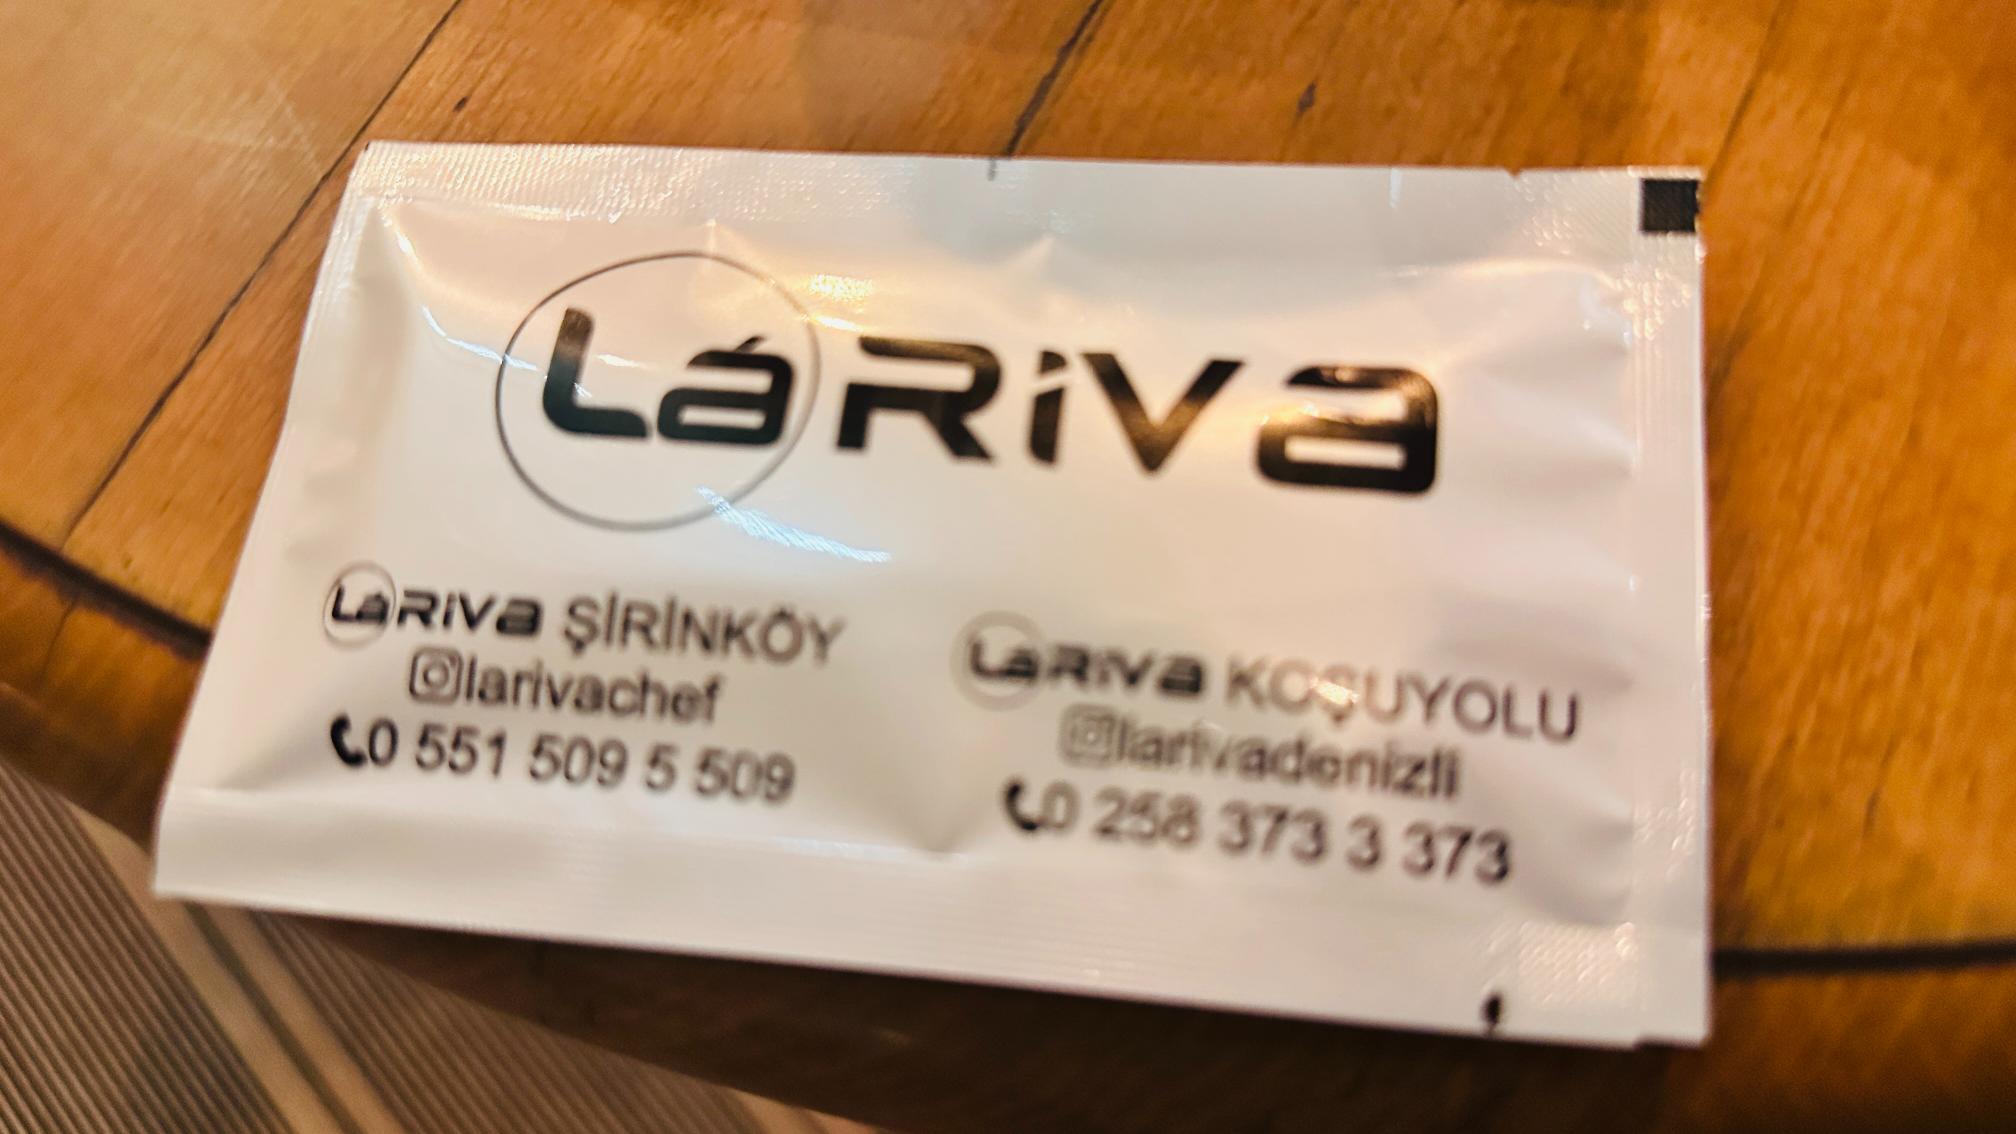 LáRiva
LáRiva ŞİRİNKÖY
larivachef
0 551 509 5 509
LáRiva KOŞUYOLU
larivadenizli
0 258 373 3 373